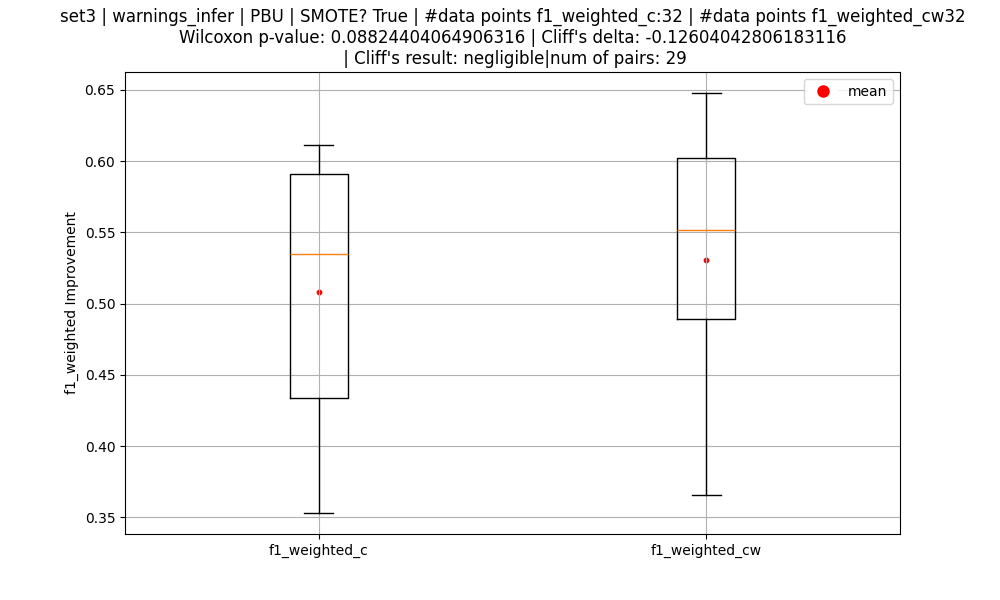 set3 | warnings_infer | PBU | SMOTE? True | #data points f1_weighted_c:32 | #data points f1_weighted_cw32
Wilcoxon p-value: 0.08824404064906316 | Cliff's delta: -0.12604042806183116
| Cliff's result: negligible|num of pairs: 29
mean
f1_weighted Improvement
0.65
0.60
0.55
0.50
0.45
0.40
0.35
f1_weighted_c
f1_weighted_cw